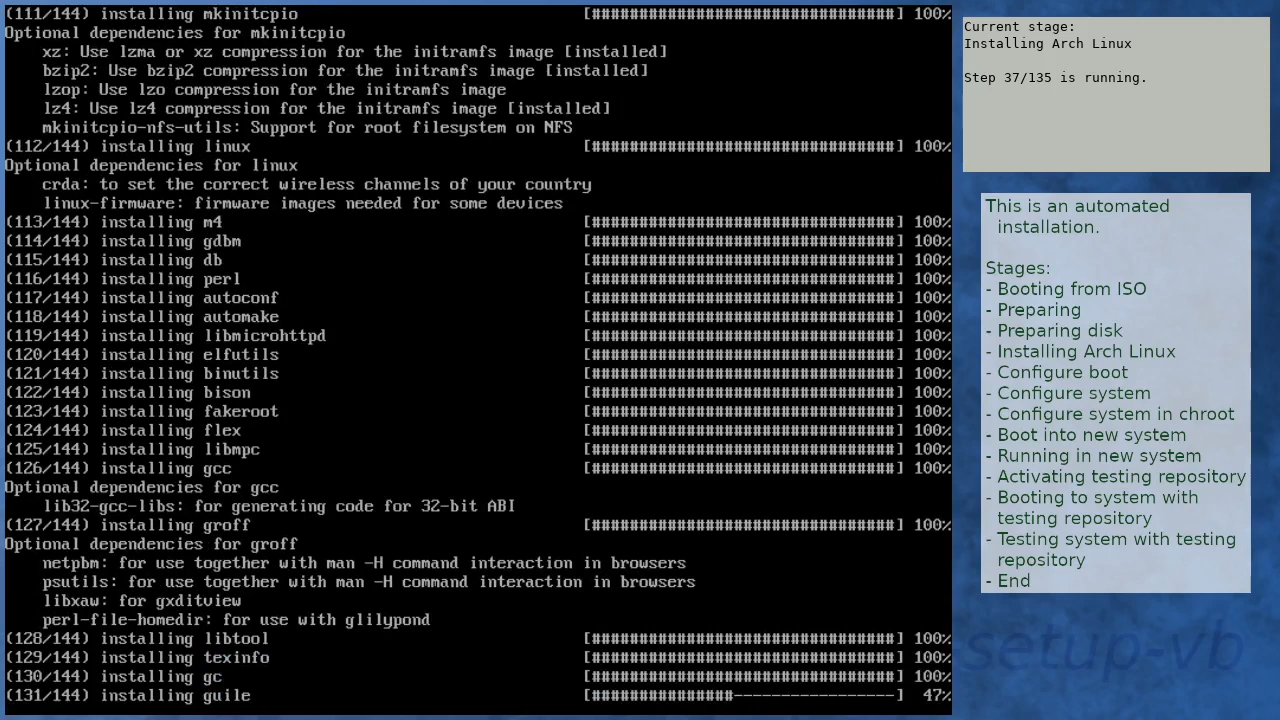 (111/144) installing mkinitcpio [################################] 100%
Optional dependencies for mkinitcpio
xz: Use lzma or xz compression for the initramfs image [installed]
bzip2: Use bzip2 compression for the initramfs image [installed]
lzop: Use lzo compression for the initramfs image
lz4: Use lz4 compression for the initramfs image [installed]
mkinitcpio-nfs-utils: Support for root filesystem on NFS
(112/144) installing linux [################################] 100%
Optional dependencies for linux
crda: to set the correct wireless channels of your country
linux-firmware: firmware images needed for some devices
(113/144) installing m4 [################################] 100%
(114/144) installing gdbm [################################] 100%
(115/144) installing db [################################] 100%
(116/144) installing perl [################################] 100%
(117/144) installing autoconf [################################] 100%
(118/144) installing automake [################################] 100%
(119/144) installing libmicrohttpd [################################] 100%
(120/144) installing elfutils [################################] 100%
(121/144) installing binutils [################################] 100%
(122/144) installing bison [################################] 100%
(123/144) installing fakeroot [################################] 100%
(124/144) installing flex [################################] 100%
(125/144) installing libmpc [################################] 100%
(126/144) installing gcc [################################] 100%
Optional dependencies for gcc
lib32-gcc-libs: for generating code for 32-bit ABI
(127/144) installing groff [################################] 100%
Optional dependencies for groff
netpbm: for use together with man -H command interaction in browsers
psutils: for use together with man -H command interaction in browsers
libxaw: for gxditview
perl-file-homedir: for use with glilypond
(128/144) installing libtool [################################] 100%
(129/144) installing texinfo [################################] 100%
(130/144) installing gc [################################] 100%
(131/144) installing guile [###############-----------------] 47%
Current stage:
Installing Arch Linux
Step 37/135 is running.
This is an automated
installation.
Stages:
- Booting from ISO
- Preparing
- Preparing disk
- Installing Arch Linux
- Configure boot
- Configure system
- Configure system in chroot
- Boot into new system
- Running in new system
- Activating testing repository
- Booting to system with
testing repository
- Testing system with testing
repository
- End
setup-vb